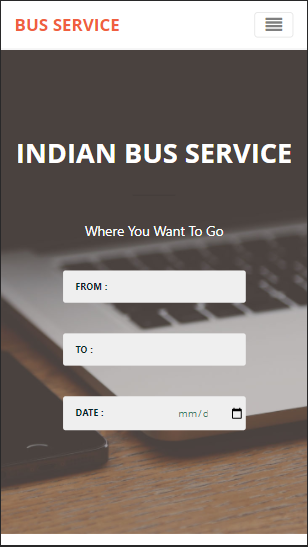 BUS SERVICE
INDIAN BUS SERVICE
Where You Want To Go
FROM :
TO :
DATE :
mm/d